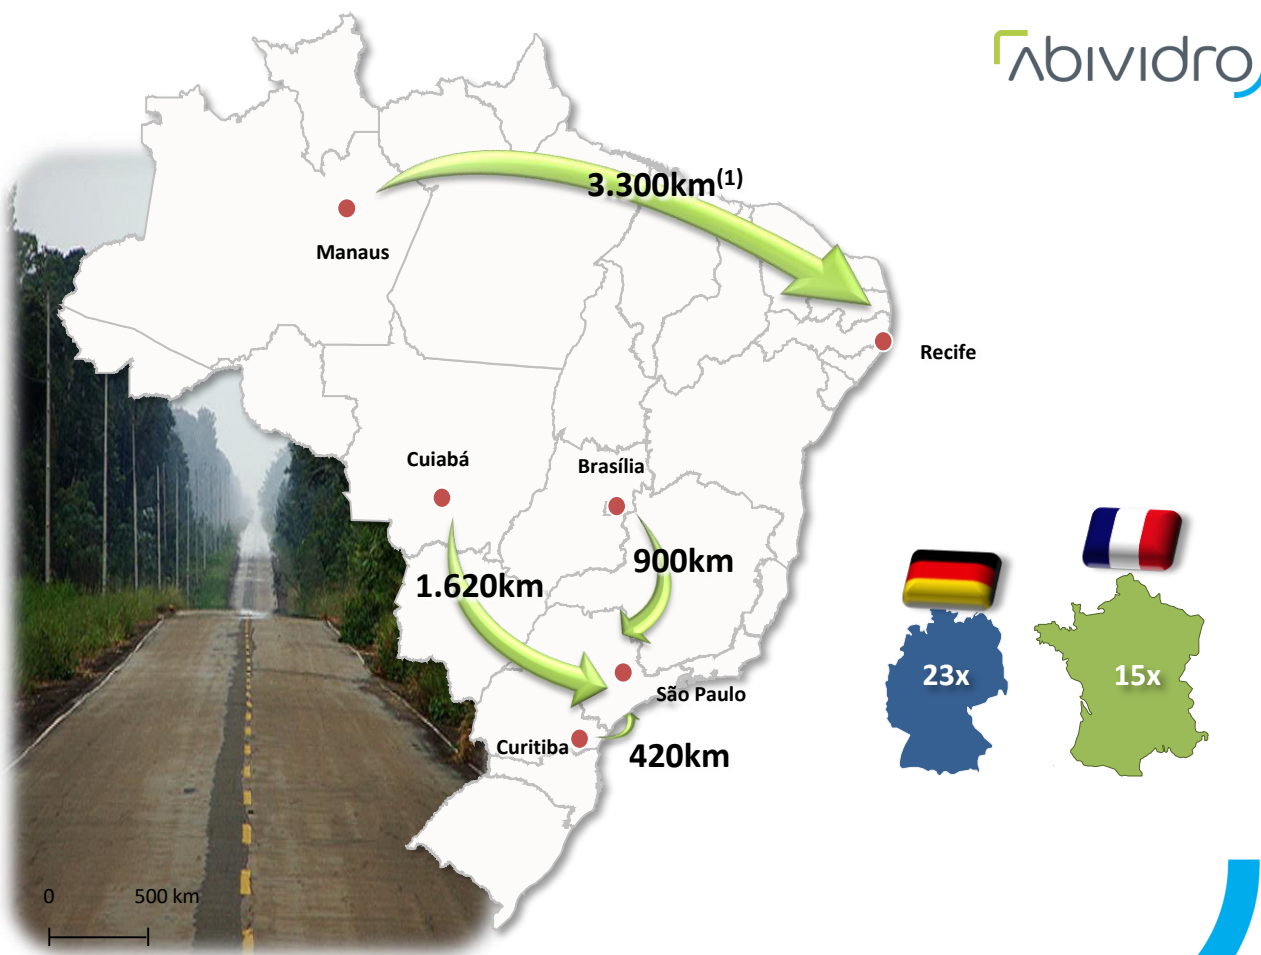 Abividro
3.300km(1)
Manaus
Recife
Cuiabá
Brasília
900km
1.620km
23x
15x
São Paulo
Curitiba
420km
0
500 km